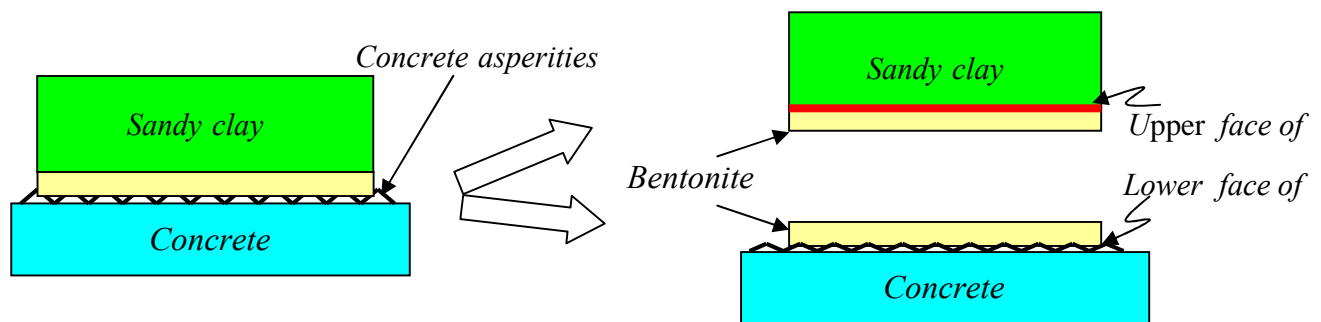 Concrete asperities
Sandy clay
Concrete
Sandy clay
Upper face of
Bentonite
Lower face of
Concrete